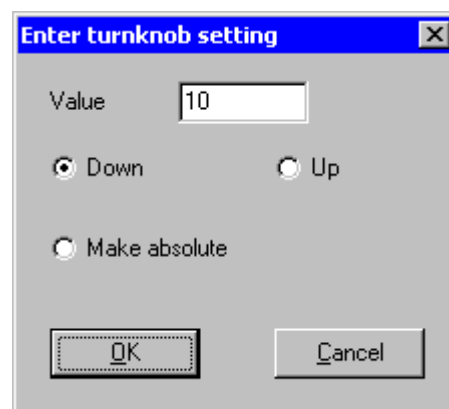 Enter turnknob setting
Value 10
Down Up
Make absolute
OK Cancel